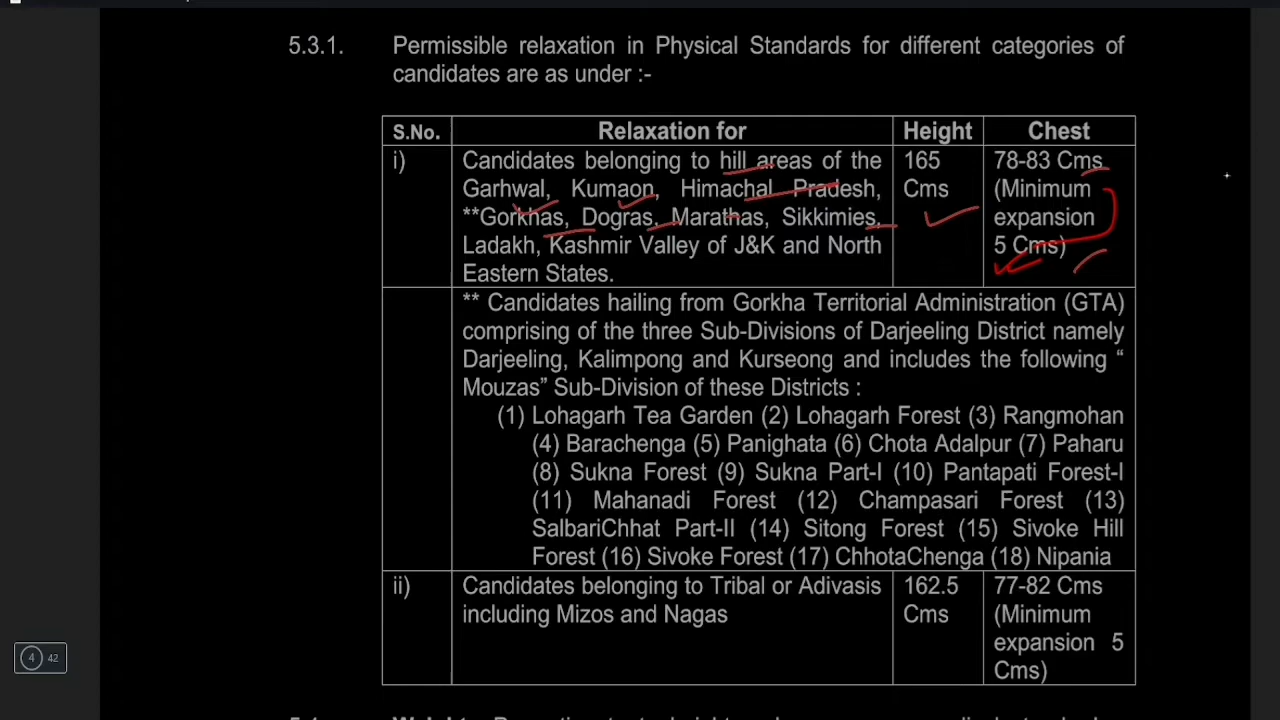 5.3.1. Permissible relaxation in Physical Standards for different categories of
candidates are as under :-
S.No. Relaxation for Height Chest
i) Candidates belonging to hill areas of the 165 78-83 Cms
Garhwal, Kumaon, Himachal Pradesh, Cms (Minimum
**Gorkhas, Dogras, Marathas, Sikkimies, expansion
Ladakh, Kashmir Valley of J&K and North 5 Cms)
Eastern States.
** Candidates hailing from Gorkha Territorial Administration (GTA)
comprising of the three Sub-Divisions of Darjeeling District namely
Darjeeling, Kalimpong and Kurseong and includes the following “
Mouzas” Sub-Division of these Districts :
(1) Lohagarh Tea Garden (2) Lohagarh Forest (3) Rangmohan
(4) Barachenga (5) Panighata (6) Chota Adalpur (7) Paharu
(8) Sukna Forest (9) Sukna Part-I (10) Pantapati Forest-I
(11) Mahanadi Forest (12) Champasari Forest (13)
SalbariChhat Part-II (14) Sitong Forest (15) Sivoke Hill
Forest (16) Sivoke Forest (17) ChhotaChenga (18) Nipania
ii) Candidates belonging to Tribal or Adivasis 162.5 77-82 Cms
including Mizos and Nagas Cms (Minimum
expansion 5
Cms)
4 42